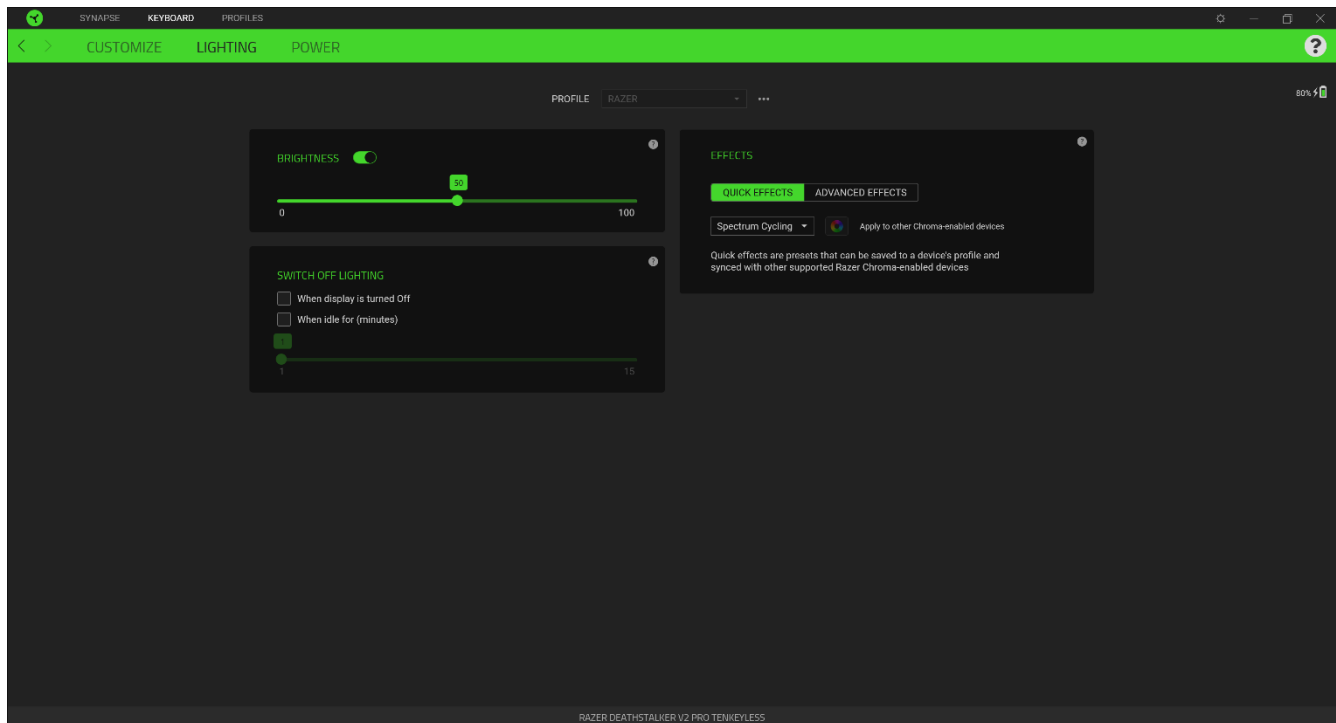 SYNAPSE KEYBOARD PROFILES
CUSTOMIZE LIGHTING POWER ?
PROFILE RAZER •••
80%
BRIGHTNESS ?
50
0 100
SWITCH OFF LIGHTING ?
When display is turned Off
When idle for (minutes)
1
1 15
EFFECTS ?
QUICK EFFECTS ADVANCED EFFECTS
Spectrum Cycling Apply to other Chroma-enabled devices
Quick effects are presets that can be saved to a device's profile and
synced with other supported Razer Chroma-enabled devices
RAZER DEATHSTALKER V2 PRO TENKEYLESS